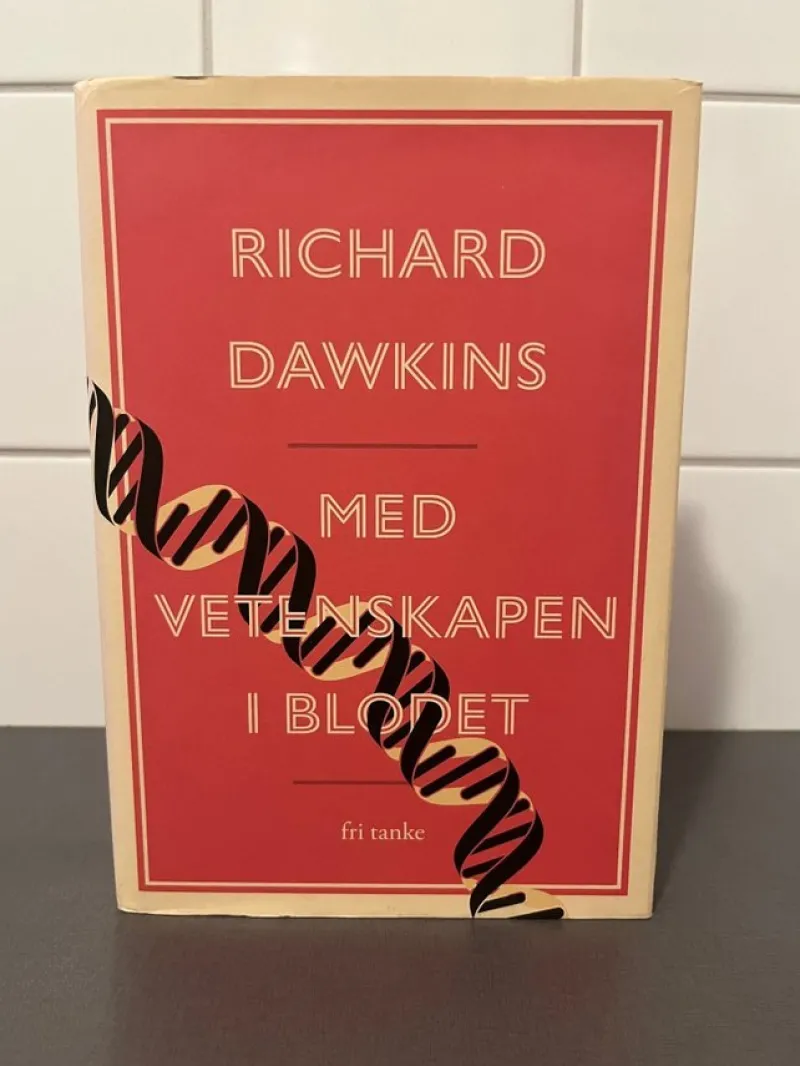 RICHARD
DAWKINS
MED
VETENSKAPEN
I BLODET
fri tanke